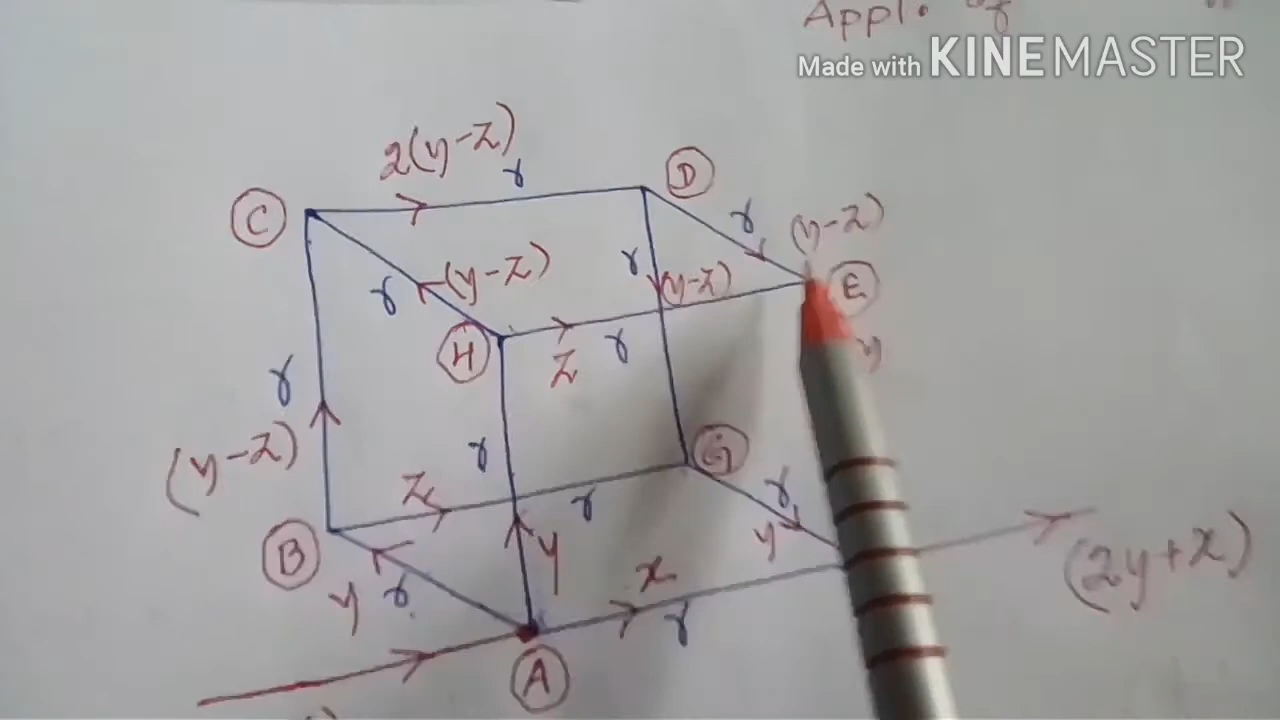 Appl. of
Made with KINEMASTER
2(y-z)
r
D
C
r
(y-z)
r
(y-z)
(y-z)
E
r
H
r
z
y
r
r
(y-z)
G
z
r
r
y
B
y
x
(2y+x)
y
r
r
A